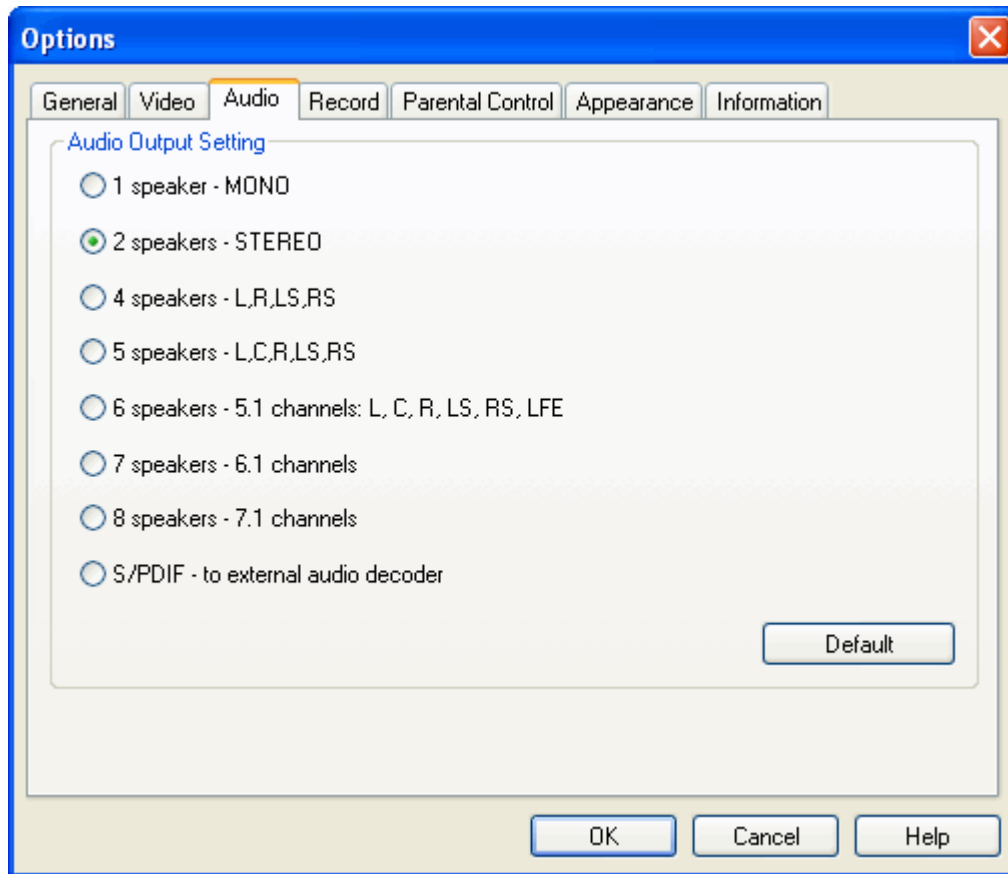 Options
General Video Audio Record Parental Control Appearance Information
Audio Output Setting
1 speaker - MONO
2 speakers - STEREO
4 speakers - L,R,LS,RS
5 speakers - L,C,R,LS,RS
6 speakers - 5.1 channels: L, C, R, LS, RS, LFE
7 speakers - 6.1 channels
8 speakers - 7.1 channels
S/PDIF - to external audio decoder
Default
OK Cancel Help